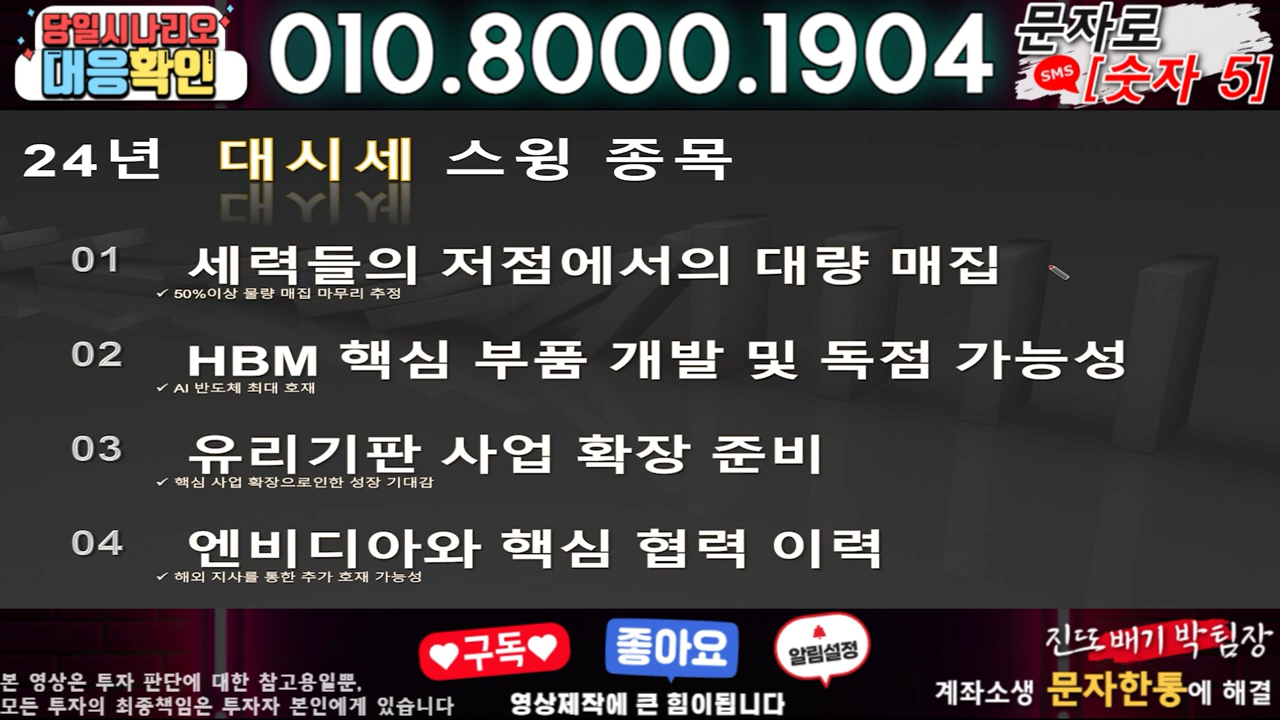 당일시나리오
대응확인
010.8000.1904
문자로
SMS
[숫자 5]
24년 대시세 스윙 종목
01 세력들의 저점에서의 대량 매집
✓ 50%이상 물량 매집 마무리 추정
02 HBM 핵심 부품 개발 및 독점 가능성
✓ AI 반도체 최대 호재
03 유리기판 사업 확장 준비
✓ 핵심 사업 확장으로인한 성장 기대감
04 엔비디아와 핵심 협력 이력
✓ 해외 지사를 통한 추가 호재 가능성
본 영상은 투자 판단에 대한 참고용일뿐,
모든 투자의 최종책임은 투자자 본인에게 있습니다
구독
좋아요
알림설정
영상제작에 큰 힘이됩니다
진또배기 박팀장
계좌소생 문자한통에 해결